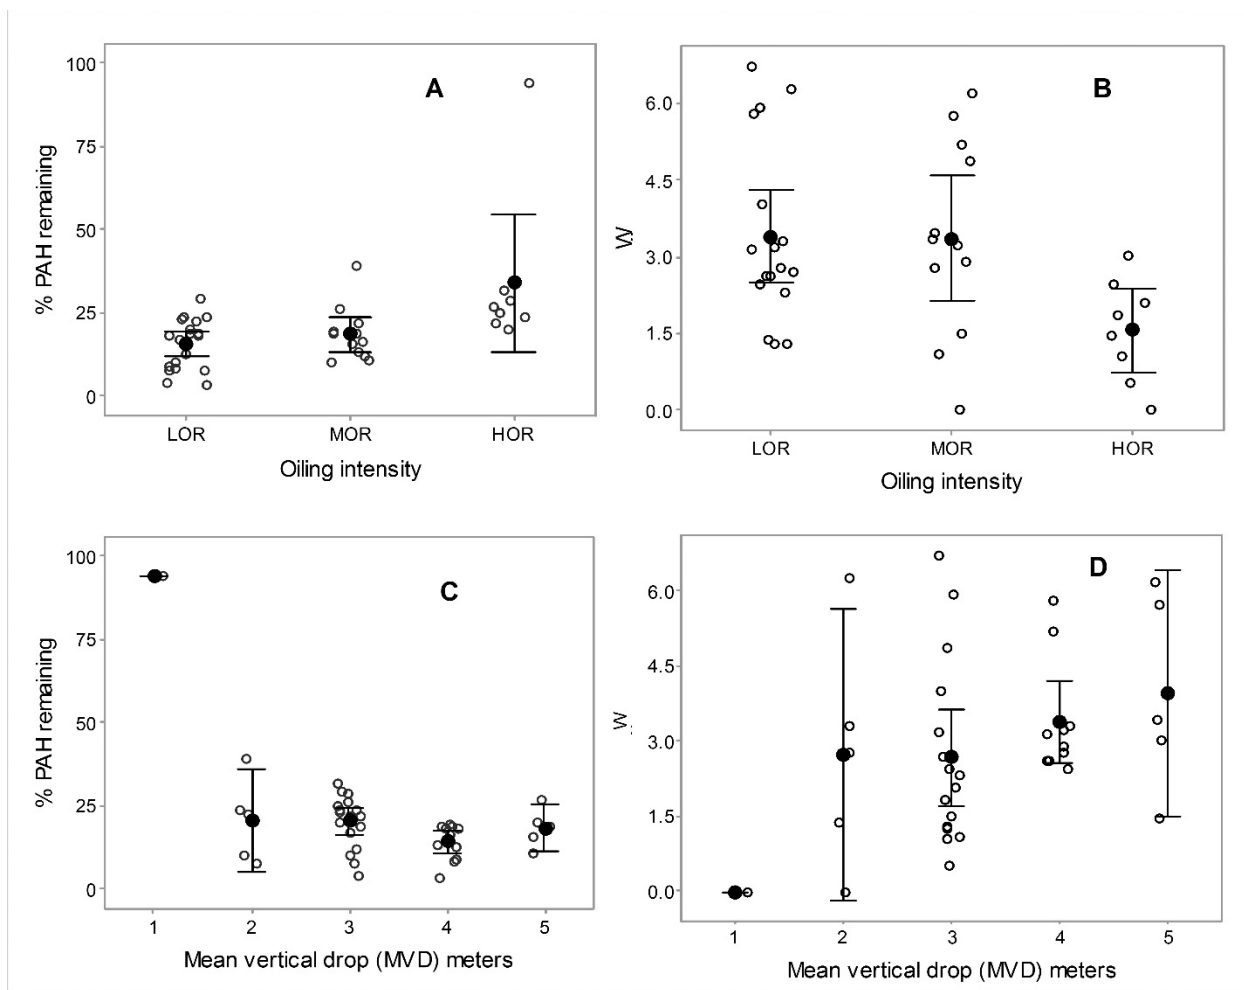 A
100
75
50
25
0
% PAH remaining
LOR
MOR
HOR
Oiling intensity
B
6.0
4.5
3.0
1.5
0.0
LOR
MOR
HOR
Oiling intensity
C
100
75
50
25
0
% PAH remaining
1
2
3
4
5
Mean vertical drop (MVD) meters
D
6.0
4.5
3.0
1.5
0.0
1
2
3
4
5
Mean vertical drop (MVD) meters